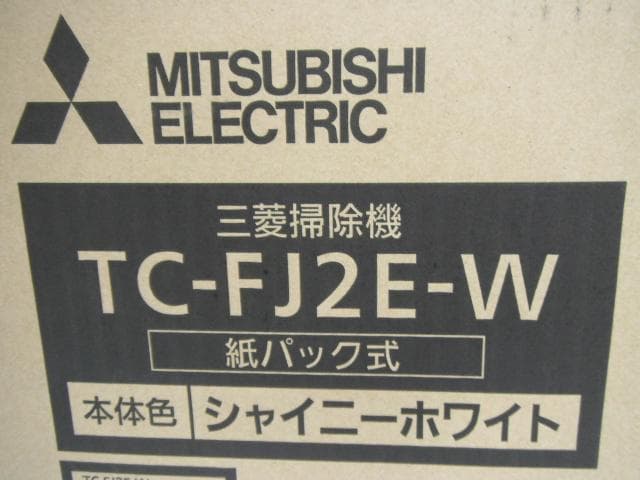 MITSUBISHI
ELECTRIC
三菱掃除機
TC-FJ2E-W
紙パック式
本体色 シャイニーホワイト